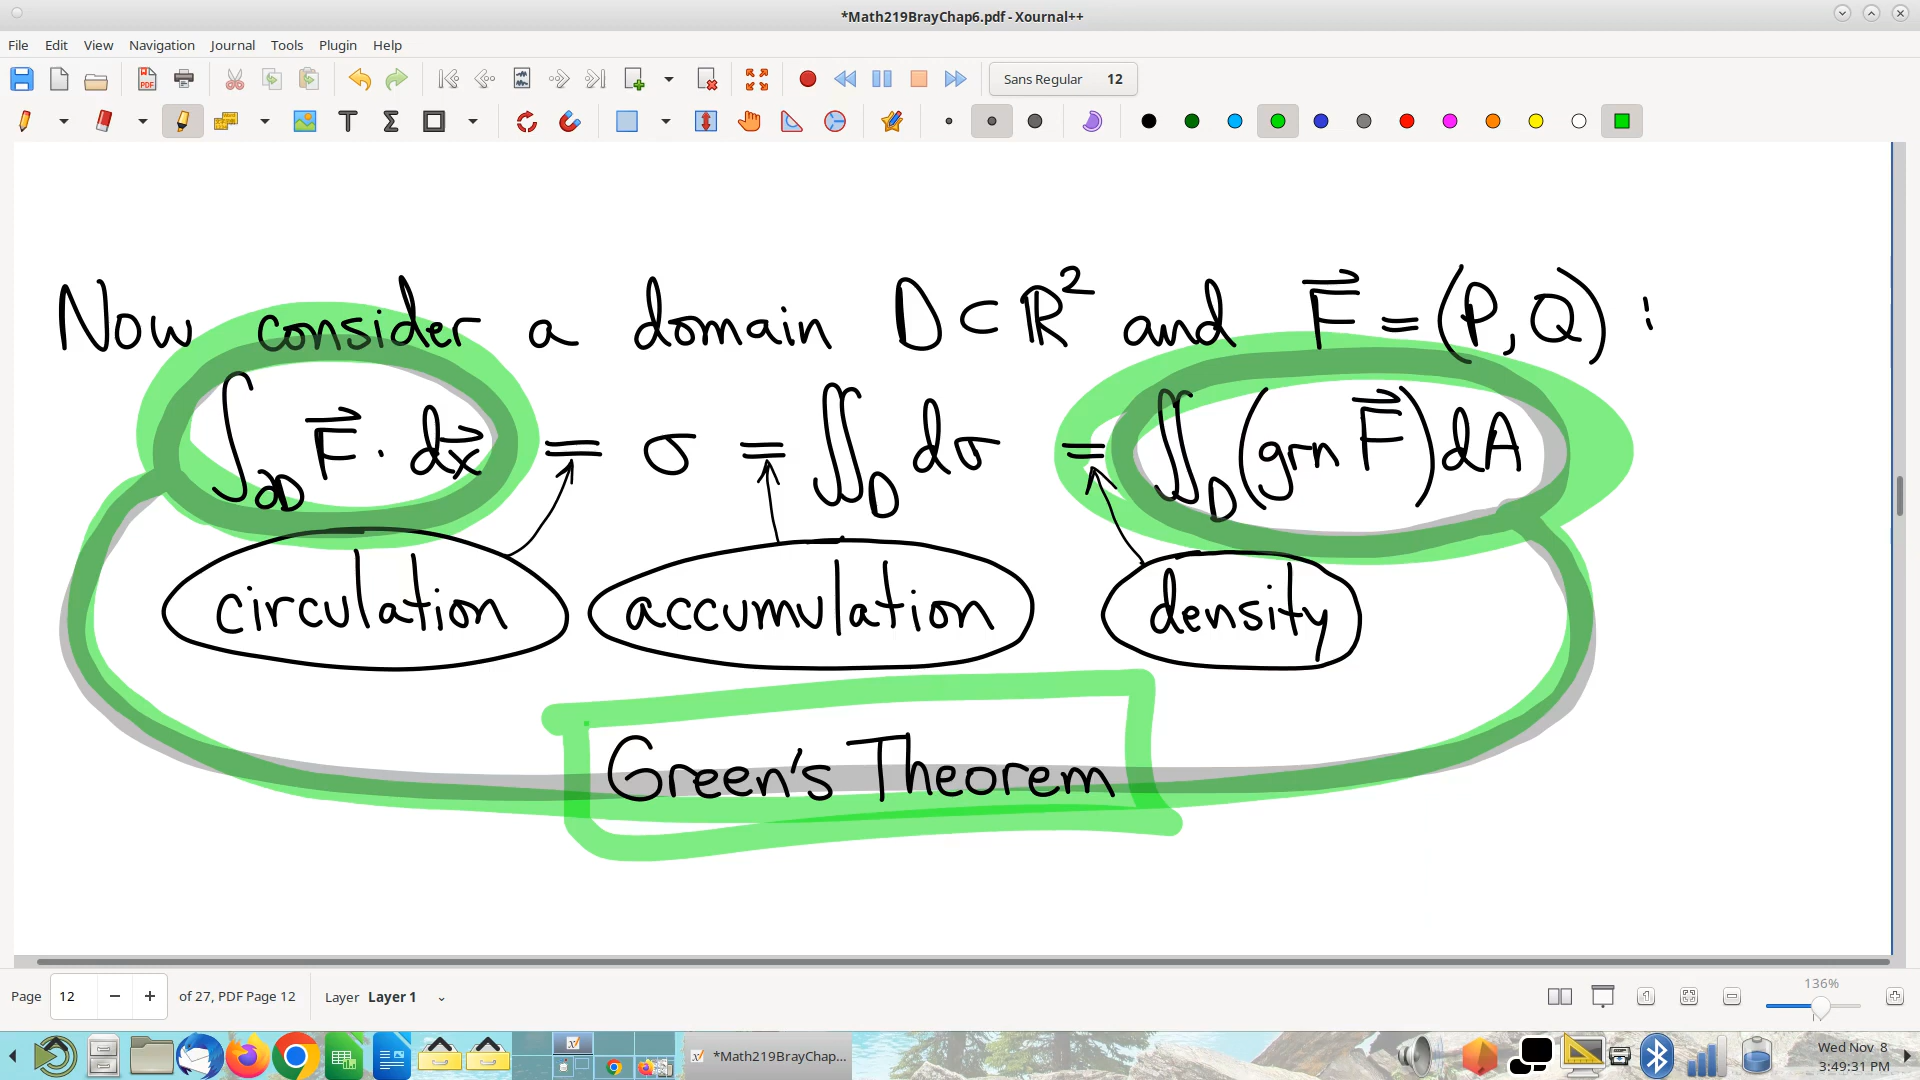 *Math219BrayChap6.pdf - Xournal++
File Edit View Navigation Journal Tools Plugin Help
Sans Regular 12
Now consider a domain D ⊂ ℝ² and F⃗ = (P, Q) :
∫_∂D F⃗ · dx⃗ = σ = ∬_D dσ = ∬_D (grn F⃗) dA
circulation accumulation density
Green's Theorem
Page 12 − + of 27, PDF Page 12 Layer Layer 1
136%
*Math219BrayChap...
Wed Nov 8
3:49:31 PM